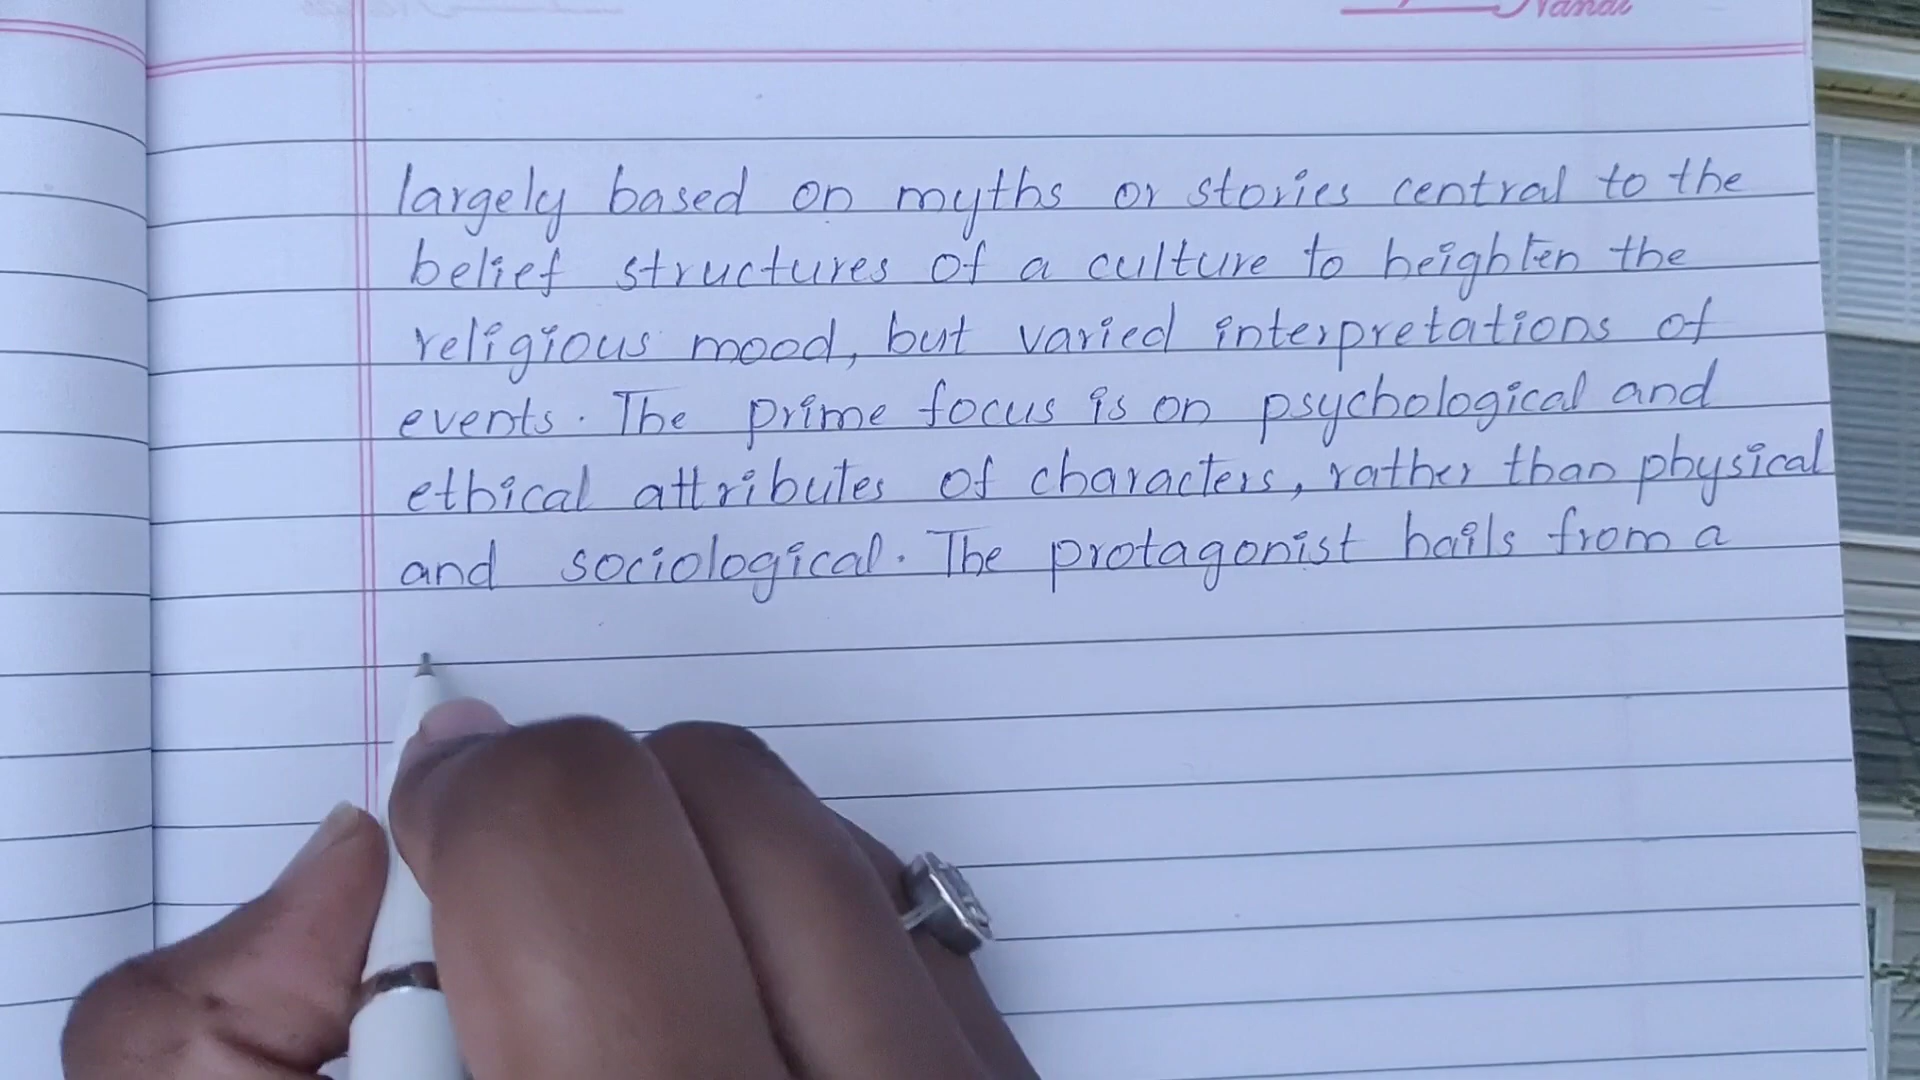 Nandi
largely based on myths or stories central to the
belief structures of a culture to heighten the
religious mood, but varied interpretations of
events. The prime focus is on psychological and
ethical attributes of characters, rather than physical
and sociological. The protagonist hails from a